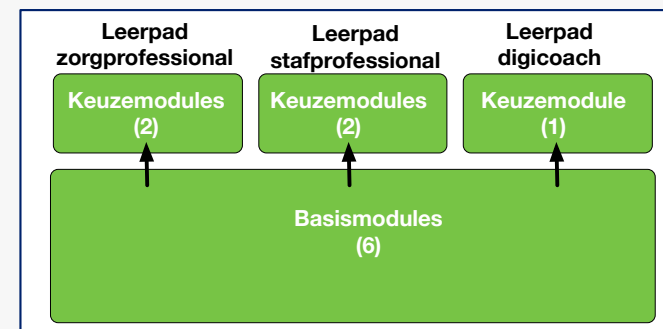 Leerpad
zorgprofessional
Leerpad
stafprofessional
Leerpad
digicoach
Keuzemodules
(2)
Keuzemodules
(2)
Keuzemodule
(1)
Basismodules
(6)